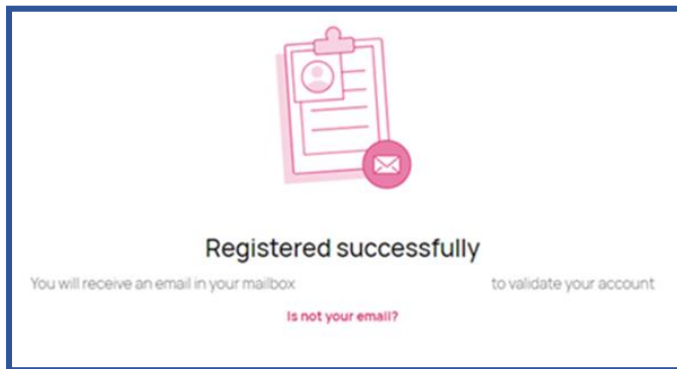 Registered successfully
You will receive an email in your mailbox to validate your account
Is not your email?